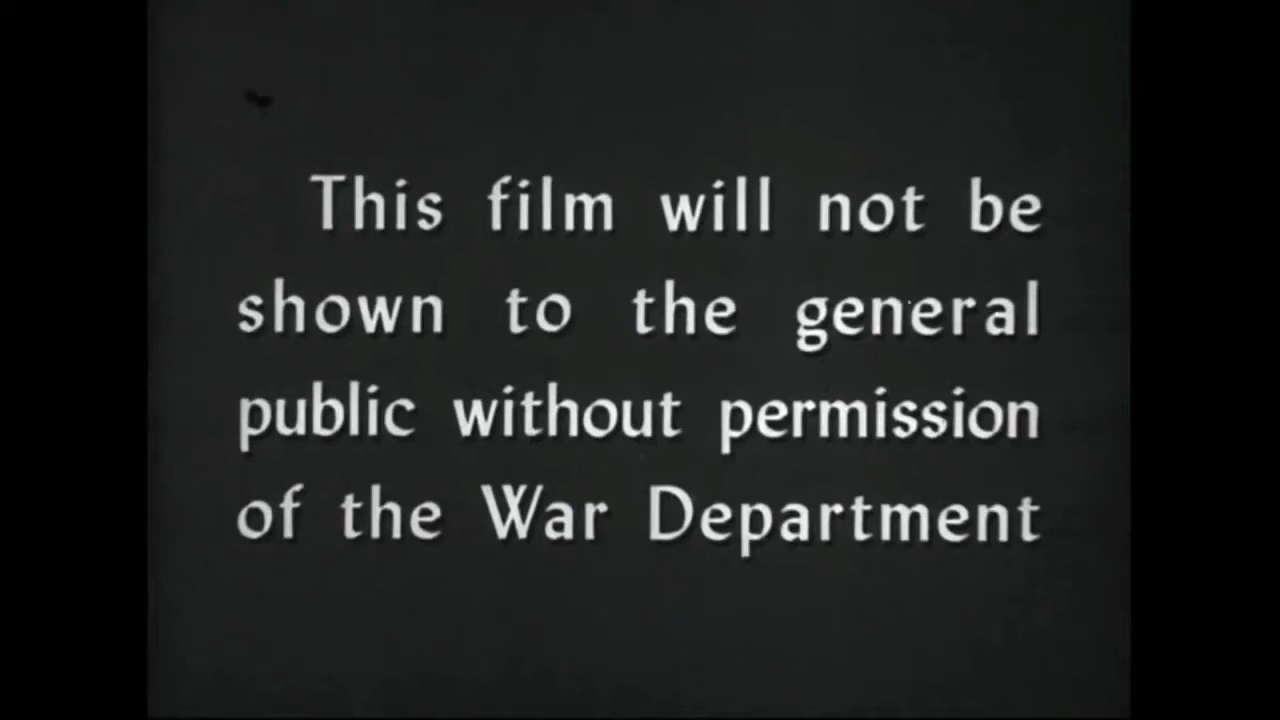 This film will not be
shown to the general
public without permission
of the War Department